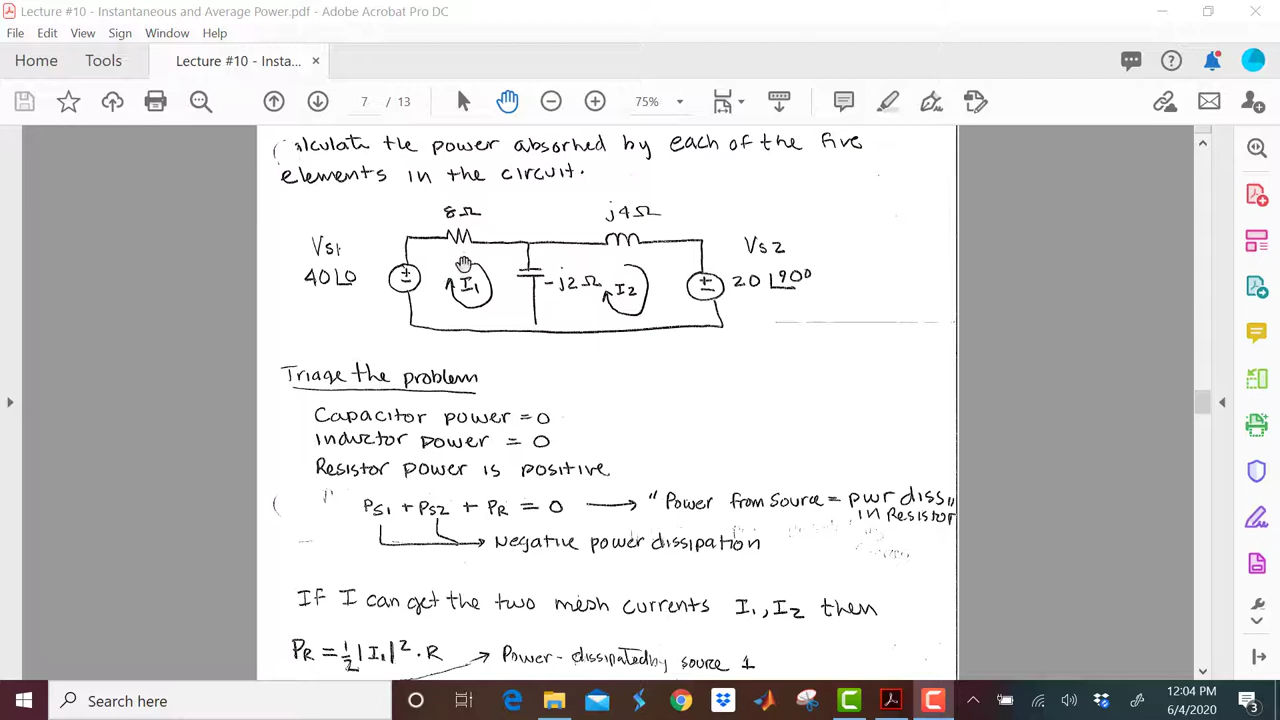 Lecture #10 - Instantaneous and Average Power.pdf - Adobe Acrobat Pro DC
File Edit View Sign Window Help
Home Tools Lecture #10 - Insta... ×
7 / 13 75%
alculate the power absorbed by each of the five
elements in the circuit.
8Ω j4Ω
Vs1 Vs2
40∟0 I1 -j2Ω I2 20∟90°
Triage the problem
Capacitor power = 0
Inductor power = 0
Resistor power is positive
PS1 + PS2 + PR = 0 → "Power from Source = pwr diss
in Resistor
Negative power dissipation
If I can get the two mesh currents I1, I2 then
PR = 1/2 |I1|² · R → Power-dissipated by source 1
Search here
12:04 PM
6/4/2020
3